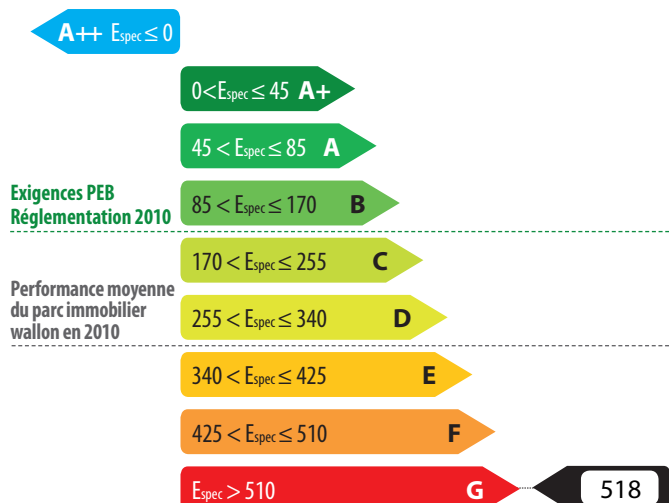 A++ Espec ≤ 0
0<Espec ≤ 45 A+
45 < Espec ≤ 85 A
Exigences PEB
Réglementation 2010
85 < Espec ≤ 170 B
170 < Espec ≤ 255 C
Performance moyenne
du parc immobilier
wallon en 2010
255 < Espec ≤ 340 D
340 < Espec ≤ 425 E
425 < Espec ≤ 510 F
Espec > 510 G 518